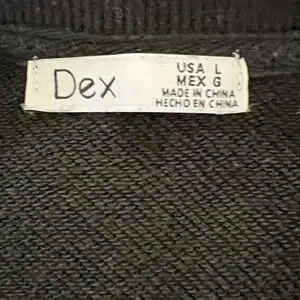 Dex
USA L
MEX G
MADE IN CHINA
HECHO EN CHINA